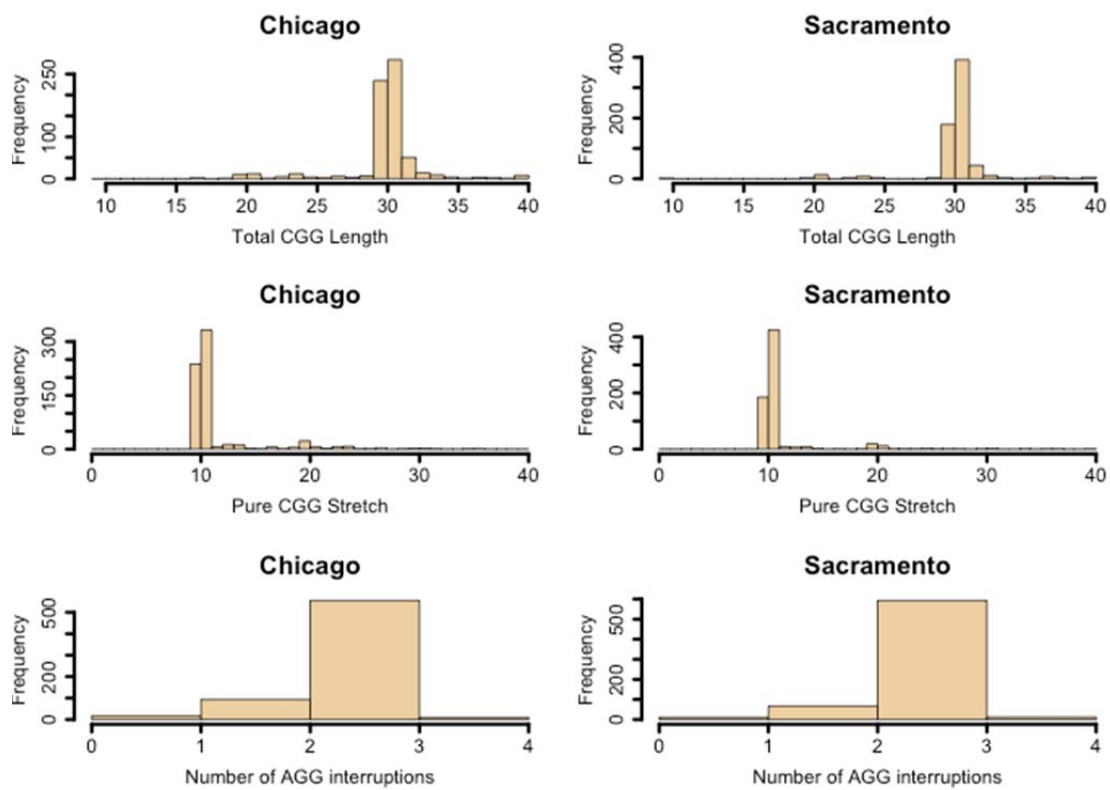 Chicago
Frequency
0 100 250
10 15 20 25 30 35 40
Total CGG Length
Sacramento
Frequency
0 200 400
10 15 20 25 30 35 40
Total CGG Length
Chicago
Frequency
0 150 300
0 10 20 30 40
Pure CGG Stretch
Sacramento
Frequency
0 200 400
0 10 20 30 40
Pure CGG Stretch
Chicago
Frequency
0 200 500
0 1 2 3 4
Number of AGG interruptions
Sacramento
Frequency
0 200 500
0 1 2 3 4
Number of AGG interruptions